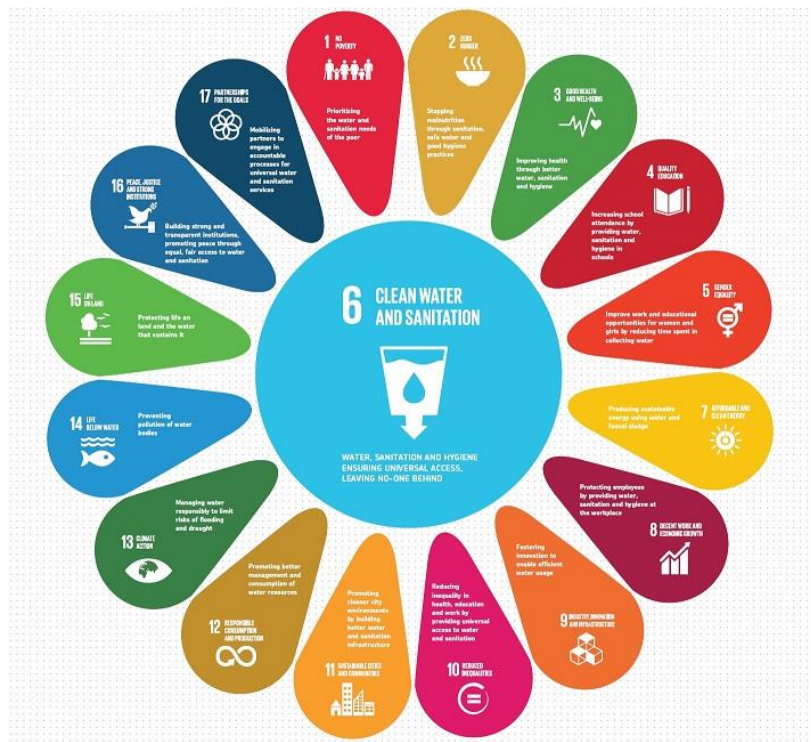 1 NO
POVERTY
Prioritizing
the water and
sanitation needs
of the poor
2 ZERO
HUNGER
Stopping
malnutrition
through sanitation,
safe water and
good hygiene
practices
3 GOOD HEALTH
AND WELL-BEING
Improving health
through better
water, sanitation
and hygiene
4 QUALITY
EDUCATION
Increasing school
attendance by
providing water,
sanitation and
hygiene in
schools
5 GENDER
EQUALITY
Improve work and educational
opportunities for women and
girls by reducing time spent in
collecting water
6 CLEAN WATER
AND SANITATION
WATER, SANITATION AND HYGIENE
ENSURING UNIVERSAL ACCESS,
LEAVING NO-ONE BEHIND
7 AFFORDABLE AND
CLEAN ENERGY
Producing sustainable
energy using water and
faecal sludge
8 DECENT WORK AND
ECONOMIC GROWTH
Protecting employees
by providing water,
sanitation and hygiene at
the workplace
9 INDUSTRY, INNOVATION
AND INFRASTRUCTURE
Fostering
innovation to
enable efficient
water usage
10 REDUCED
INEQUALITIES
Reducing
inequality in
health, education
and work by
providing universal
access to water
and sanitation
11 SUSTAINABLE CITIES
AND COMMUNITIES
Promoting
cleaner city
environments
by building
better water
and sanitation
infrastructure
12 RESPONSIBLE
CONSUMPTION
AND PRODUCTION
Promoting better
management and
consumption of
water resources
13 CLIMATE
ACTION
Managing water
responsibly to limit
risks of flooding
and draught
14 LIFE
BELOW WATER
Preventing
pollution of water
bodies
15 LIFE
ON LAND
Protecting life on
land and the water
that sustains it
16 PEACE, JUSTICE
AND STRONG
INSTITUTIONS
Building strong and
transparent institutions,
promoting peace through
equal, fair access to water
and sanitation
17 PARTNERSHIPS
FOR THE GOALS
Mobilizing
partners to
engage in
accountable
processes for
universal water
and sanitation
services